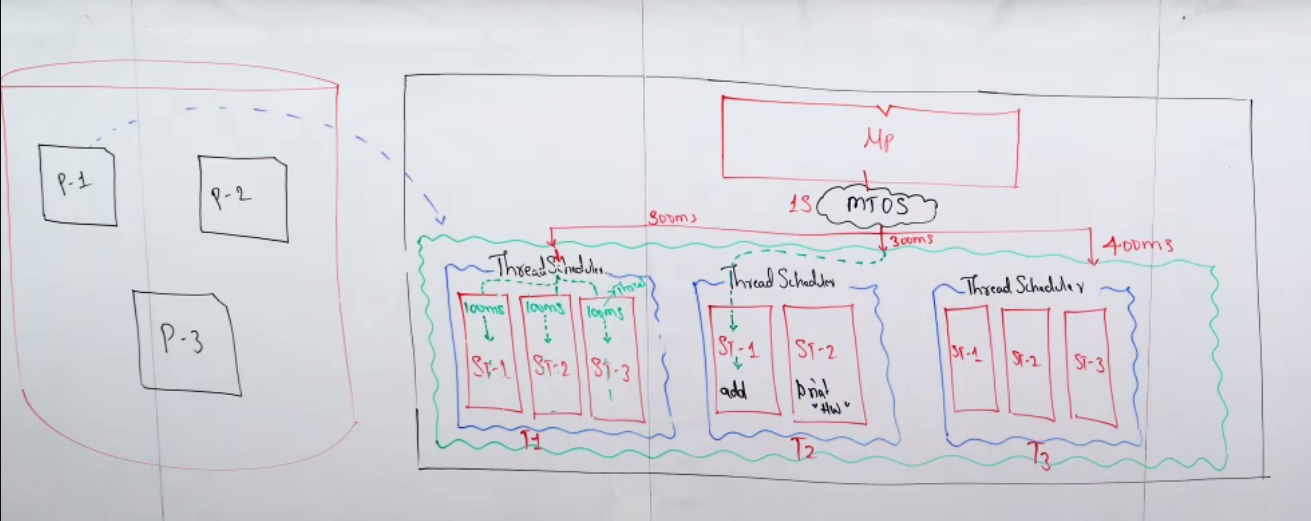 P-1
P-2
P-3
MP
1S
MTOS
300ms
300ms
400ms
Thread Scheduler
100ms
100ms
100ms
ST-1
ST-2
ST-3
T1
Thread Scheduler
ST-1
add
ST-2
print
"HW"
T2
Thread Scheduler
ST-1
ST-2
ST-3
T3